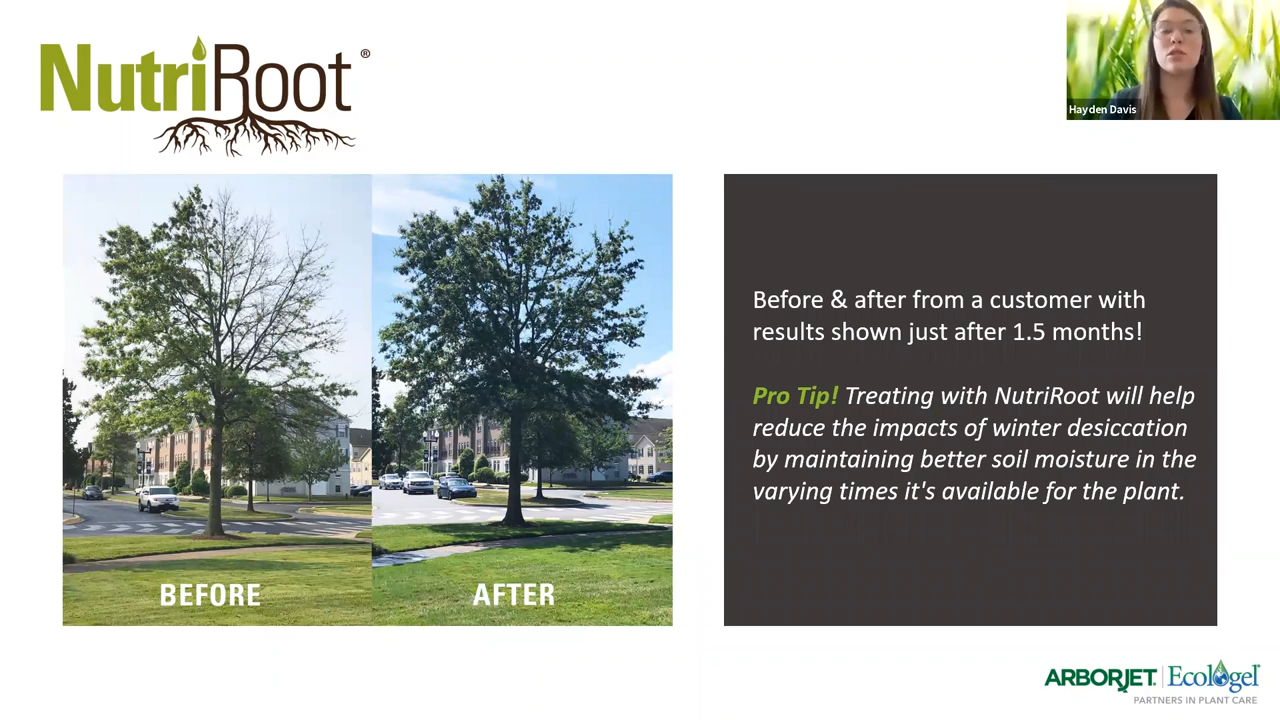 NutriRoot®
Hayden Davis
BEFORE
AFTER
Before & after from a customer with
results shown just after 1.5 months!
Pro Tip! Treating with NutriRoot will help
reduce the impacts of winter desiccation
by maintaining better soil moisture in the
varying times it's available for the plant.
ARBORJET. Ecologel®
PARTNERS IN PLANT CARE